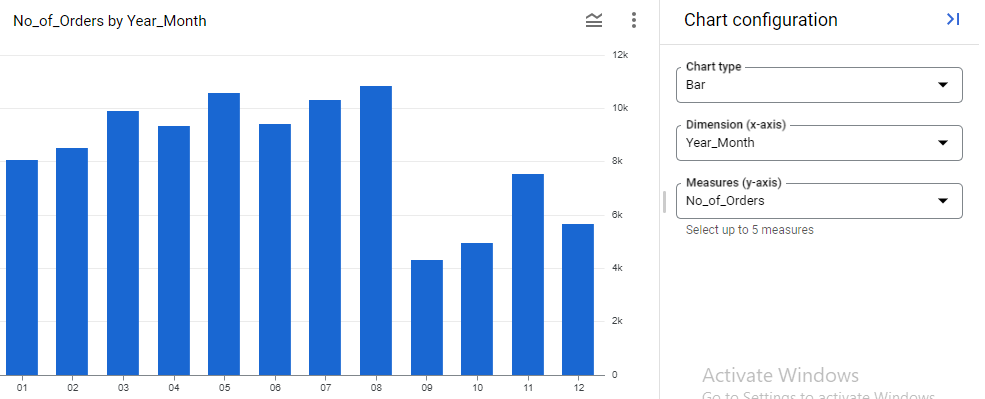 No_of_Orders by Year_Month
12k
10k
8k
6k
4k
2k
0
01 02 03 04 05 06 07 08 09 10 11 12
Chart configuration
Chart type
Bar
Dimension (x-axis)
Year_Month
Measures (y-axis)
No_of_Orders
Select up to 5 measures
Activate Windows
Go to Settings to activate Windows.